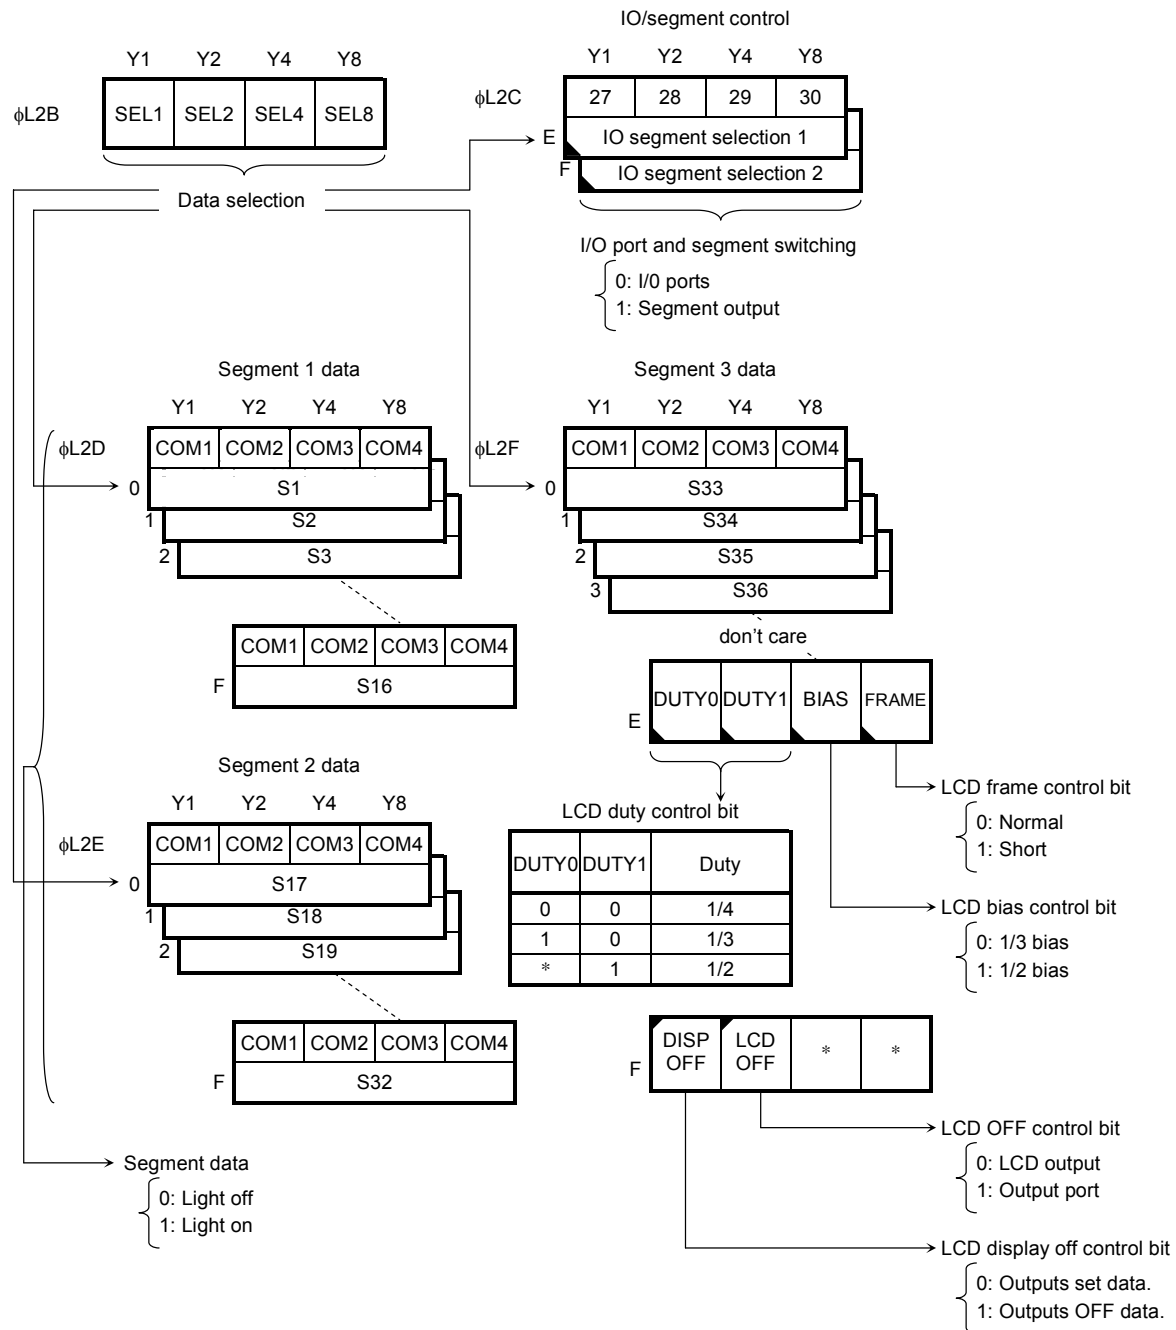 IO/segment control
Y1 Y2 Y4 Y8
Y1 Y2 Y4 Y8
ϕL2B SEL1 SEL2 SEL4 SEL8
ϕL2C 27 28 29 30
E IO segment selection 1
F IO segment selection 2
Data selection
I/O port and segment switching
0: I/0 ports
1: Segment output
Segment 1 data
Y1 Y2 Y4 Y8
ϕL2D COM1 COM2 COM3 COM4
0 S1
1 S2
2 S3
COM1 COM2 COM3 COM4
F S16
Segment 3 data
Y1 Y2 Y4 Y8
ϕL2F COM1 COM2 COM3 COM4
0 S33
1 S34
2 S35
3 S36
don't care
E DUTY0 DUTY1 BIAS FRAME
Segment 2 data
Y1 Y2 Y4 Y8
ϕL2E COM1 COM2 COM3 COM4
0 S17
1 S18
2 S19
COM1 COM2 COM3 COM4
F S32
LCD duty control bit
DUTY0 DUTY1 Duty
0 0 1/4
1 0 1/3
* 1 1/2
LCD frame control bit
0: Normal
1: Short
LCD bias control bit
0: 1/3 bias
1: 1/2 bias
F DISP OFF LCD OFF * *
LCD OFF control bit
0: LCD output
1: Output port
LCD display off control bit
0: Outputs set data.
1: Outputs OFF data.
Segment data
0: Light off
1: Light on